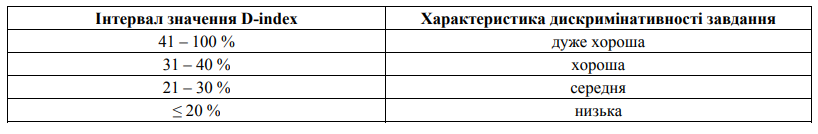 Інтервал значення D-index Характеристика дискримінативності завдання
41 – 100 % дуже хороша
31 – 40 % хороша
21 – 30 % середня
≤ 20 % низька